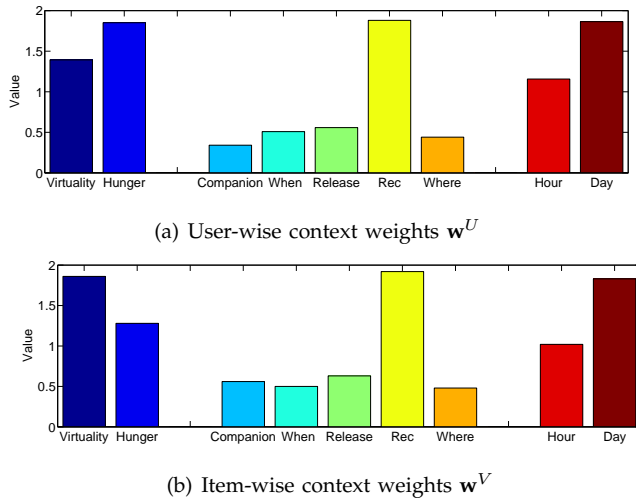 2
1.5
1
0.5
0
Value
Virtuality Hunger Companion When Release Rec Where Hour Day
(a) User-wise context weights w^U
2
1.5
1
0.5
0
Value
Virtuality Hunger Companion When Release Rec Where Hour Day
(b) Item-wise context weights w^V